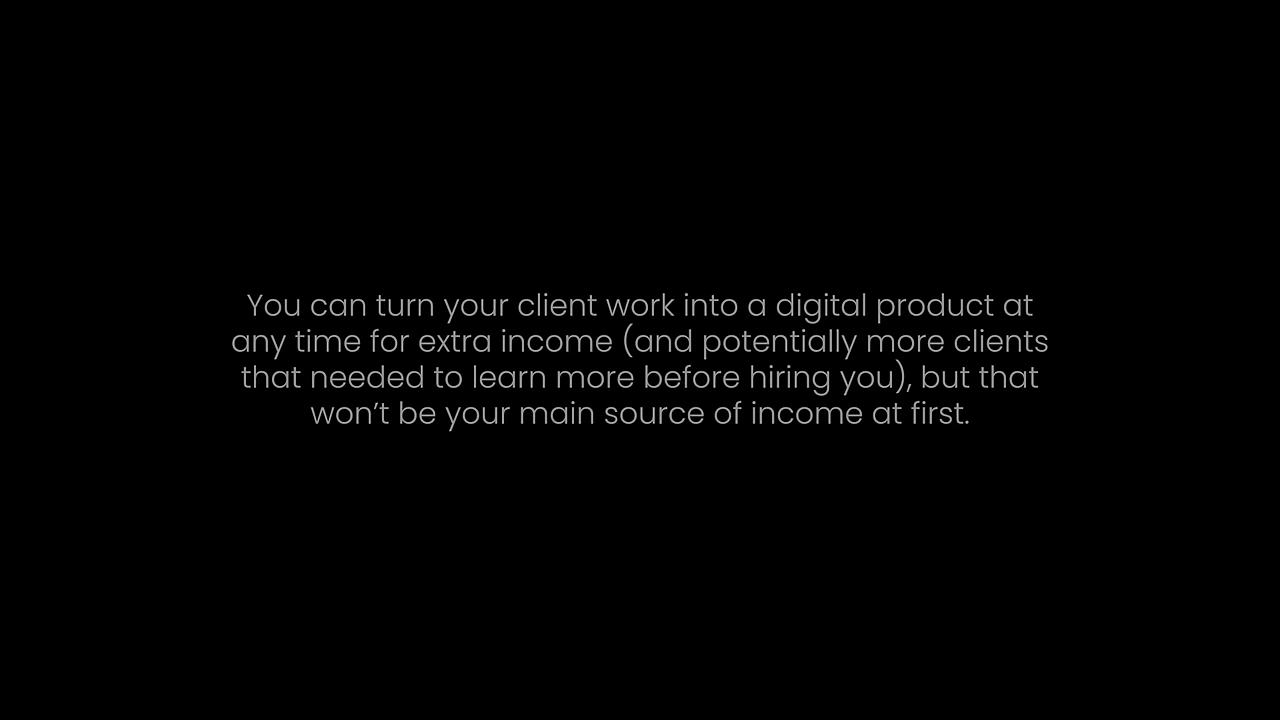 You can turn your client work into a digital product at
any time for extra income (and potentially more clients
that needed to learn more before hiring you), but that
won’t be your main source of income at first.